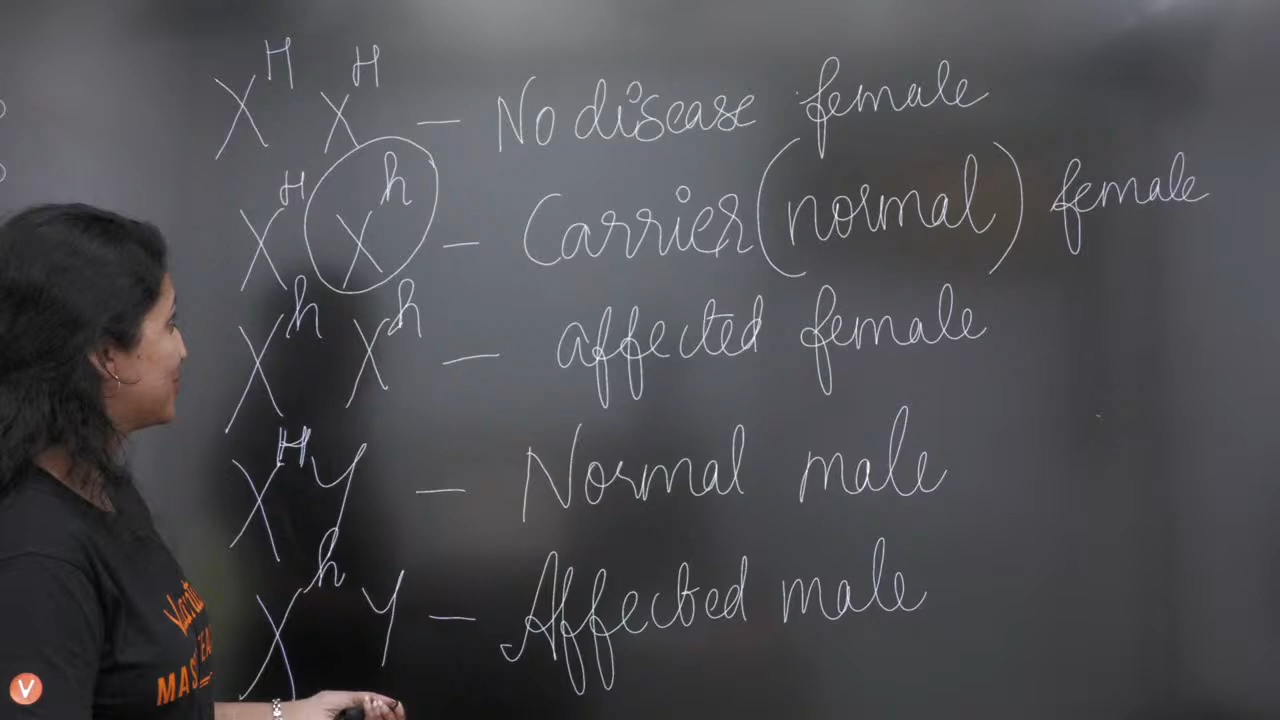 X^H X^H — No disease female
X^H X^h — Carrier (normal) female
X^h X^h — affected female
X^H Y — Normal male
X^h Y — Affected male
V